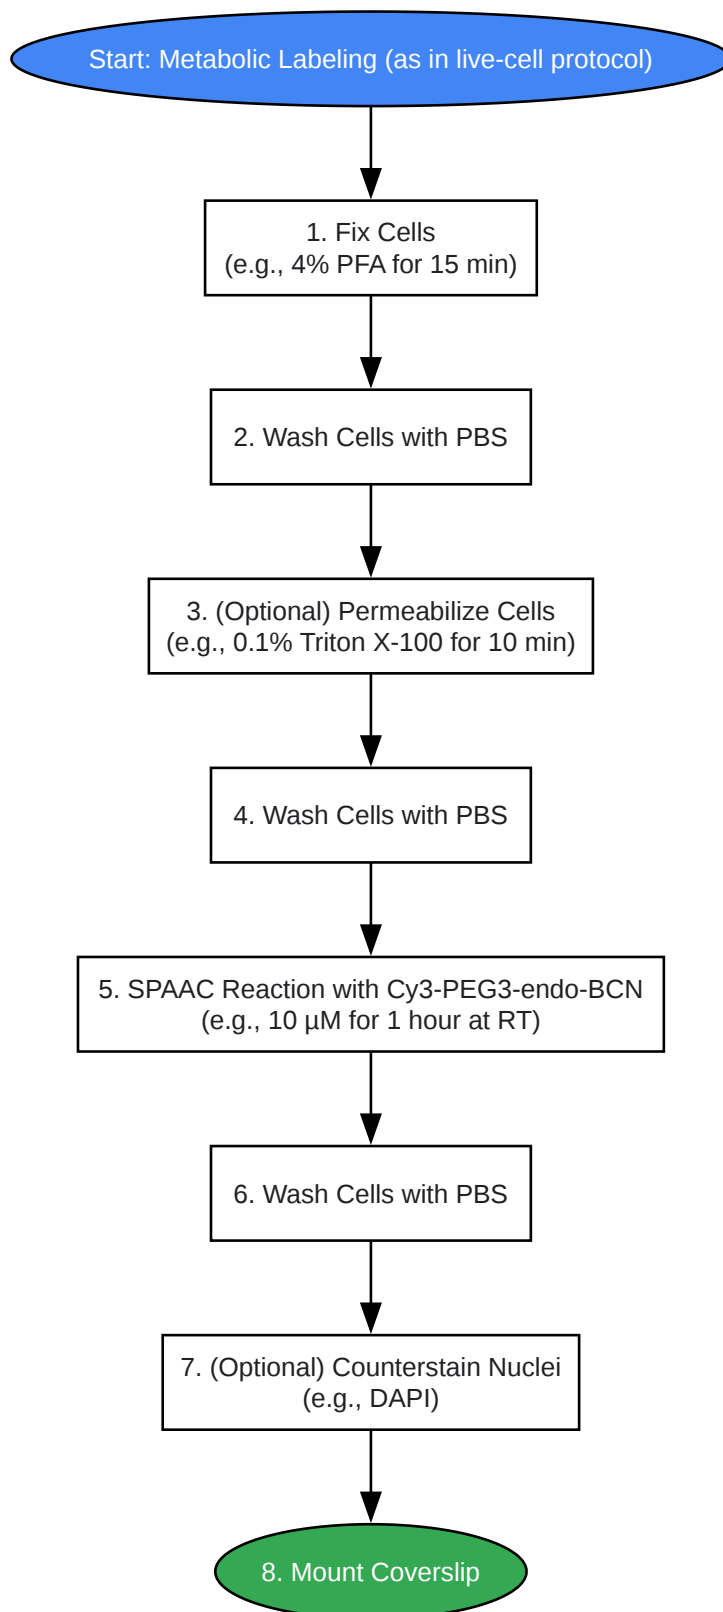 Start: Metabolic Labeling (as in live-cell protocol)
1. Fix Cells
(e.g., 4% PFA for 15 min)
2. Wash Cells with PBS
3. (Optional) Permeabilize Cells
(e.g., 0.1% Triton X-100 for 10 min)
4. Wash Cells with PBS
5. SPAAC Reaction with Cy3-PEG3-endo-BCN
(e.g., 10 µM for 1 hour at RT)
6. Wash Cells with PBS
7. (Optional) Counterstain Nuclei
(e.g., DAPI)
8. Mount Coverslip